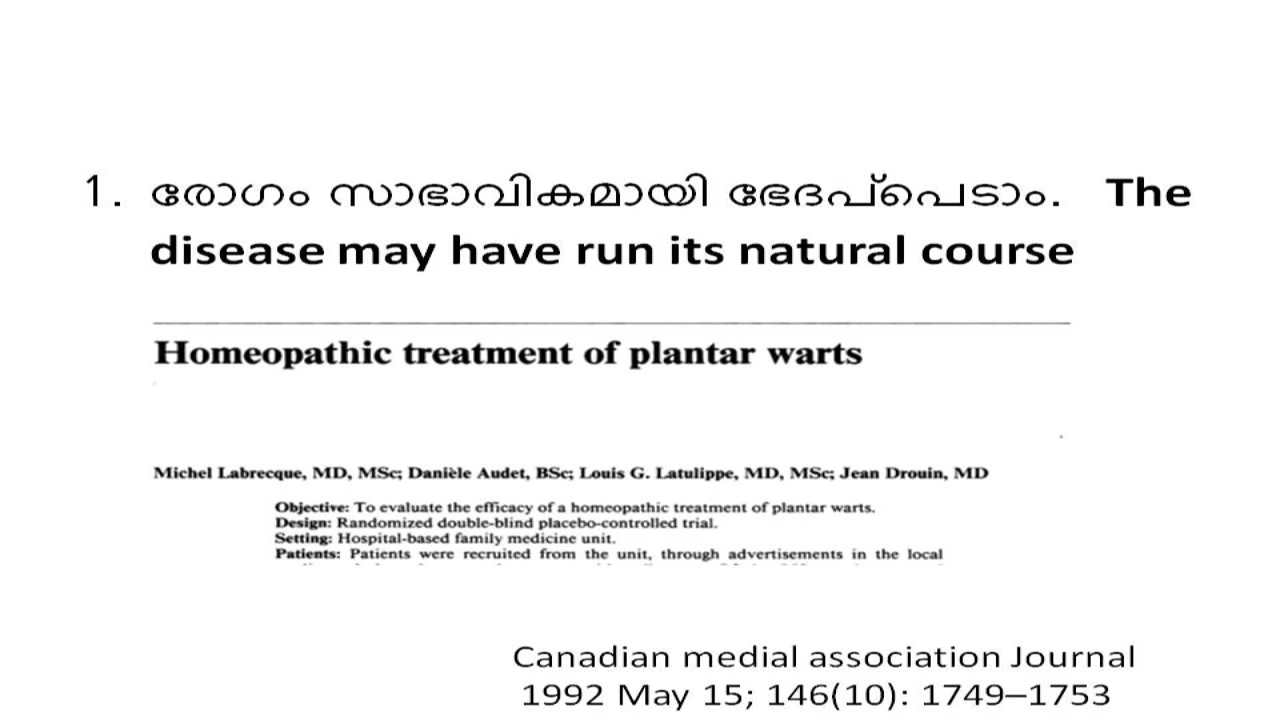 1. രോഗം സാഭാവികമായി ഭേദപ്പെടാം. The
disease may have run its natural course
Homeopathic treatment of plantar warts
Michel Labrecque, MD, MSc; Danièle Audet, BSc; Louis G. Latulippe, MD, MSc; Jean Drouin, MD
Objective: To evaluate the efficacy of a homeopathic treatment of plantar warts.
Design: Randomized double-blind placebo-controlled trial.
Setting: Hospital-based family medicine unit.
Patients: Patients were recruited from the unit, through advertisements in the local
Canadian medial association Journal
1992 May 15; 146(10): 1749–1753